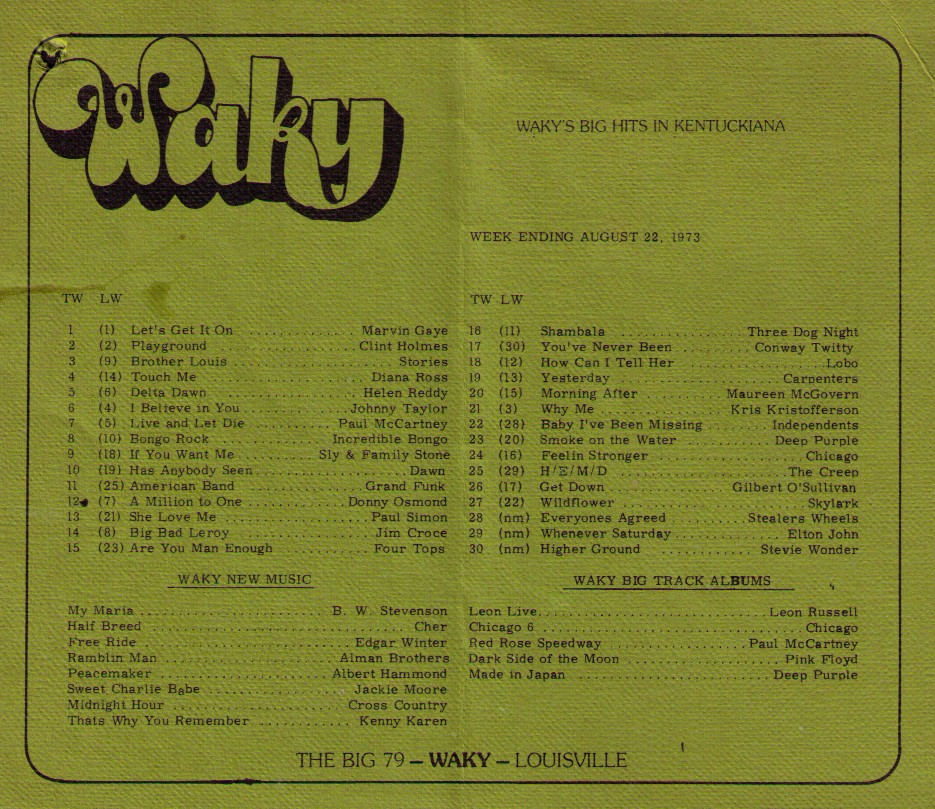 Waky
WAKY'S BIG HITS IN KENTUCKIANA
WEEK ENDING AUGUST 22, 1973
TW LW
1 (1) Let's Get It On .............. Marvin Gaye
2 (2) Playground .............. Clint Holmes
3 (9) Brother Louis .............. Stories
4 (14) Touch Me .............. Diana Ross
5 (6) Delta Dawn .............. Helen Reddy
6 (4) I Believe in You .............. Johnny Taylor
7 (5) Live and Let Die .............. Paul McCartney
8 (10) Bongo Rock .............. Incredible Bongo
9 (18) If You Want Me .............. Sly & Family Stone
10 (19) Has Anybody Seen .............. Dawn
11 (25) American Band .............. Grand Funk
12 (7) A Million to One .............. Donny Osmond
13 (21) She Love Me .............. Paul Simon
14 (8) Big Bad Leroy .............. Jim Croce
15 (23) Are You Man Enough .............. Four Tops
TW LW
16 (11) Shambala .............. Three Dog Night
17 (30) You've Never Been .............. Conway Twitty
18 (12) How Can I Tell Her .............. Lobo
19 (13) Yesterday .............. Carpenters
20 (15) Morning After .............. Maureen McGovern
21 (3) Why Me .............. Kris Kristofferson
22 (28) Baby I've Been Missing .............. Independents
23 (20) Smoke on the Water .............. Deep Purple
24 (16) Feelin Stronger .............. Chicago
25 (29) H/E/M/D .............. The Creep
26 (17) Get Down .............. Gilbert O'Sullivan
27 (22) Wildflower .............. Skylark
28 (nm) Everyones Agreed .............. Stealers Wheels
29 (nm) Whenever Saturday .............. Elton John
30 (nm) Higher Ground .............. Stevie Wonder
WAKY NEW MUSIC
My Maria .............. B. W. Stevenson
Half Breed .............. Cher
Free Ride .............. Edgar Winter
Ramblin Man .............. Alman Brothers
Peacemaker .............. Albert Hammond
Sweet Charlie Babe .............. Jackie Moore
Midnight Hour .............. Cross Country
Thats Why You Remember .............. Kenny Karen
WAKY BIG TRACK ALBUMS
Leon Live .............. Leon Russell
Chicago 6 .............. Chicago
Red Rose Speedway .............. Paul McCartney
Dark Side of the Moon .............. Pink Floyd
Made in Japan .............. Deep Purple
THE BIG 79 – WAKY – LOUISVILLE